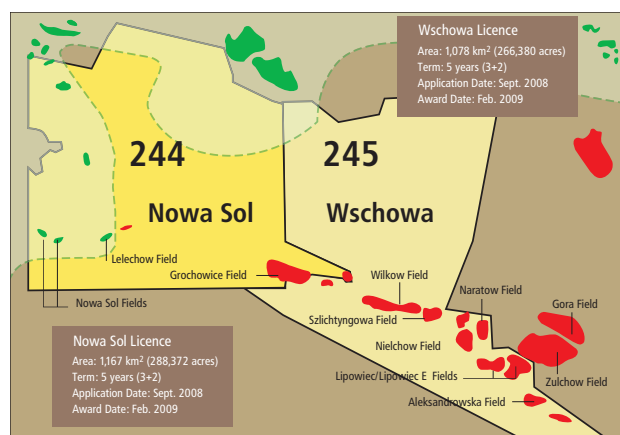 Wschowa Licence
Area: 1,078 km² (266,380 acres)
Term: 5 years (3+2)
Application Date: Sept. 2008
Award Date: Feb. 2009
244
245
Nowa Sol
Wschowa
Lelechow Field
Grochowice Field
Wilkow Field
Naratow Field
Gora Field
Nowa Sol Fields
Szlichtyngowa Field
Nielchow Field
Lipowiec/Lipowiec E Fields
Zulchow Field
Aleksandrowska Field
Nowa Sol Licence
Area: 1,167 km² (288,372 acres)
Term: 5 years (3+2)
Application Date: Sept. 2008
Award Date: Feb. 2009